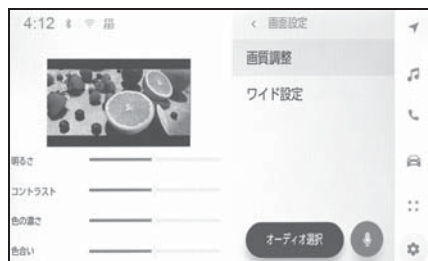 4:12
< 画面設定
画質調整
ワイド設定
明るさ
コントラスト
色の濃さ
色合い
オーディオ選択